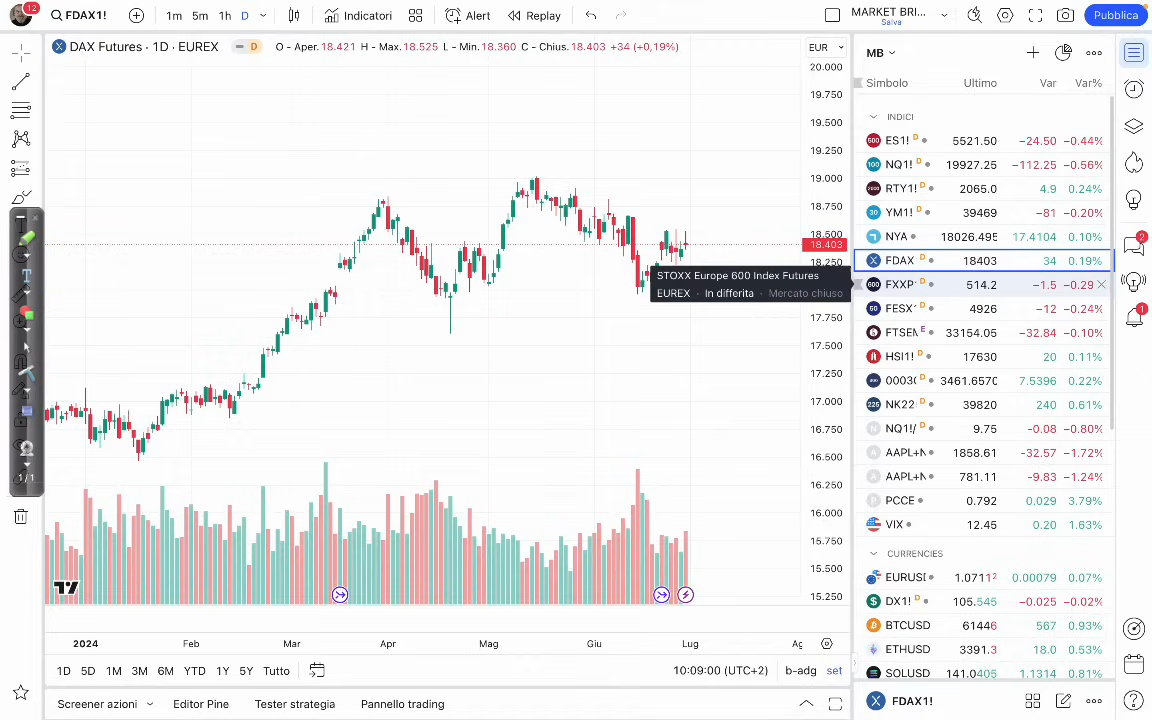 12
FDAX1!
1m 5m 1h D
Indicatori
Alert
Replay
MARKET BRI...
Salva
Pubblica
DAX Futures · 1D · EUREX
D
O - Aper. 18.421 H - Max. 18.525 L - Min. 18.360 C - Chius. 18.403 +34 (+0,19%)
EUR
20.000
19.750
19.500
19.250
19.000
18.750
18.500
18.403
17.750
17.500
17.250
17.000
16.750
16.500
16.250
16.000
15.750
15.500
15.250
STOXX Europe 600 Index Futures
EUREX · In differita · Mercato chiuso
T
1/1
2024 Feb Mar Apr Mag Giu Lug Ag
1D 5D 1M 3M 6M YTD 1Y 5Y Tutto
10:09:00 (UTC+2) b-adg set
Screener azioni
Editor Pine
Strategia
Tester strategia
Pannello trading
MB
Simbolo Ultimo Var Var%
INDICI
500 ES1! D 5521.50 −24.50 −0.44%
100 NQ1! D 19927.25 −112.25 −0.56%
2000 RTY1! D 2065.0 4.9 0.24%
30 YM1! D 39469 −81 −0.20%
NYA 18026.495 17.4104 0.10%
X FDAX D 18403 34 0.19%
600 FXXP D 514.2 −1.5 −0.29
50 FESX D 4926 −12 −0.24%
FTSEM E 33154.05 −32.84 −0.10%
HSI1! D 17630 20 0.11%
300 0003( D 3461.6570 7.5396 0.22%
225 NK22 D 39820 240 0.61%
N NQ1!/ D 9.75 −0.08 −0.80%
A AAPL+N 1858.61 −32.57 −1.72%
A AAPL+N 781.11 −9.83 −1.24%
P PCCE 0.792 0.029 3.79%
VIX 12.45 0.20 1.63%
CURRENCIES
EURUSD 1.07112 0.00079 0.07%
$ DX1! D 105.545 −0.025 −0.02%
BTCUSD 61446 567 0.93%
ETHUSD 3391.3 18.0 0.53%
SOLUSD 141.0405 1.1314 0.81%
X FDAX1!
2
1